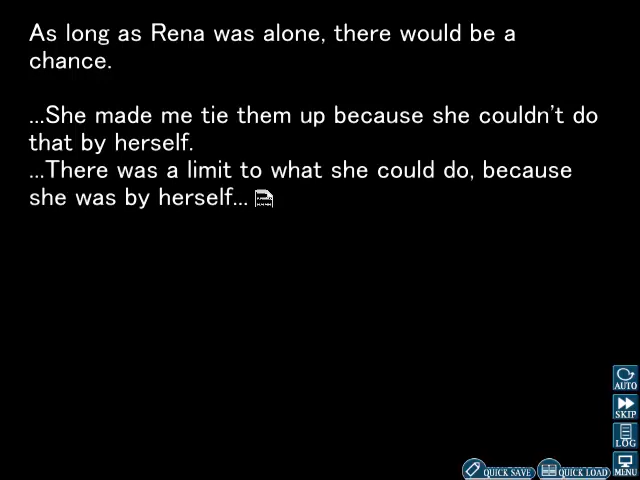 As long as Rena was alone, there would be a
chance.
...She made me tie them up because she couldn't do
that by herself.
...There was a limit to what she could do, because
she was by herself...
AUTO
SKIP
LOG
MENU
QUICK SAVE
QUICK LOAD